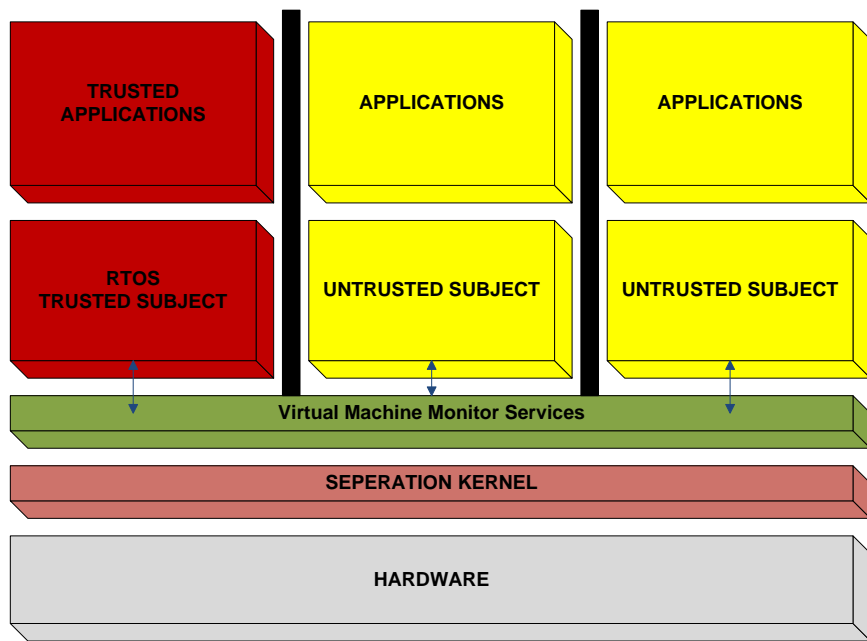 TRUSTED
APPLICATIONS
APPLICATIONS
APPLICATIONS
RTOS
TRUSTED SUBJECT
UNTRUSTED SUBJECT
UNTRUSTED SUBJECT
Virtual Machine Monitor Services
SEPERATION KERNEL
HARDWARE